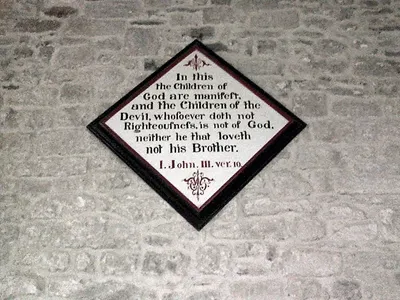 In this
the Children of
God are manifeſt,
and the Children of the
Devil, whoſoever doth not
Righteouſneſs, is not of God,
neither he that loveth
not his Brother.
I. John. III. ver. 10.